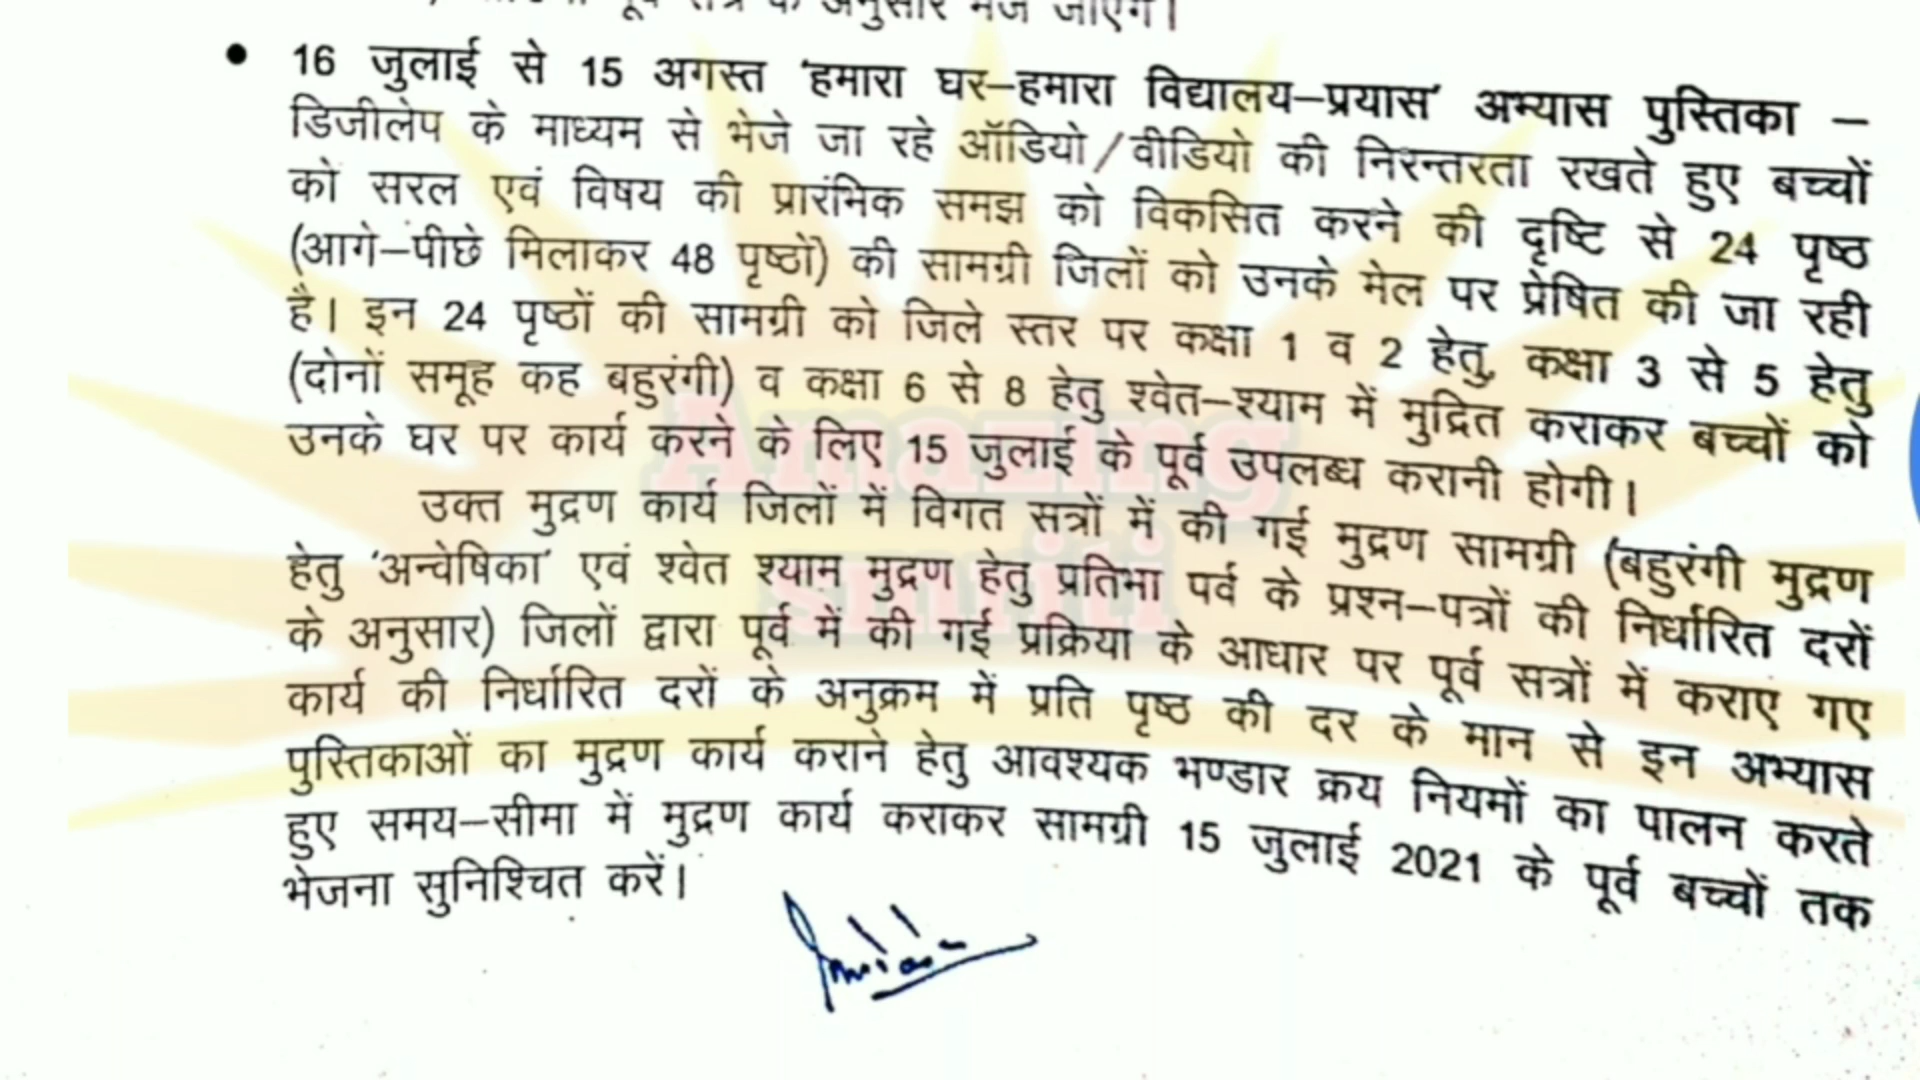 के अनुसार भेजे जाएंगे।
• 16 जुलाई से 15 अगस्त 'हमारा घर–हमारा विद्यालय–प्रयास' अभ्यास पुस्तिका –
डिजीलेप के माध्यम से भेजे जा रहे ऑडियो/वीडियो की निरन्तरता रखते हुए बच्चों
को सरल एवं विषय की प्रारंभिक समझ को विकसित करने की दृष्टि से 24 पृष्ठ
(आगे–पीछे मिलाकर 48 पृष्ठों) की सामग्री जिलों को उनके मेल पर प्रेषित की जा रही
है। इन 24 पृष्ठों की सामग्री को जिले स्तर पर कक्षा 1 व 2 हेतु, कक्षा 3 से 5 हेतु
(दोनों समूह कह बहुरंगी) व कक्षा 6 से 8 हेतु श्वेत–श्याम में मुद्रित कराकर बच्चों को
उनके घर पर कार्य करने के लिए 15 जुलाई के पूर्व उपलब्ध करानी होगी।
उक्त मुद्रण कार्य जिलों में विगत सत्रों में की गई मुद्रण सामग्री (बहुरंगी मुद्रण
हेतु 'अन्वेषिका' एवं श्वेत श्याम मुद्रण हेतु प्रतिभा पर्व के प्रश्न–पत्रों की निर्धारित दरों
के अनुसार) जिलों द्वारा पूर्व में की गई प्रक्रिया के आधार पर पूर्व सत्रों में कराए गए
कार्य की निर्धारित दरों के अनुक्रम में प्रति पृष्ठ की दर के मान से इन अभ्यास
पुस्तिकाओं का मुद्रण कार्य कराने हेतु आवश्यक भण्डार क्रय नियमों का पालन करते
हुए समय–सीमा में मुद्रण कार्य कराकर सामग्री 15 जुलाई 2021 के पूर्व बच्चों तक
भेजना सुनिश्चित करें।
Amazing
smriti